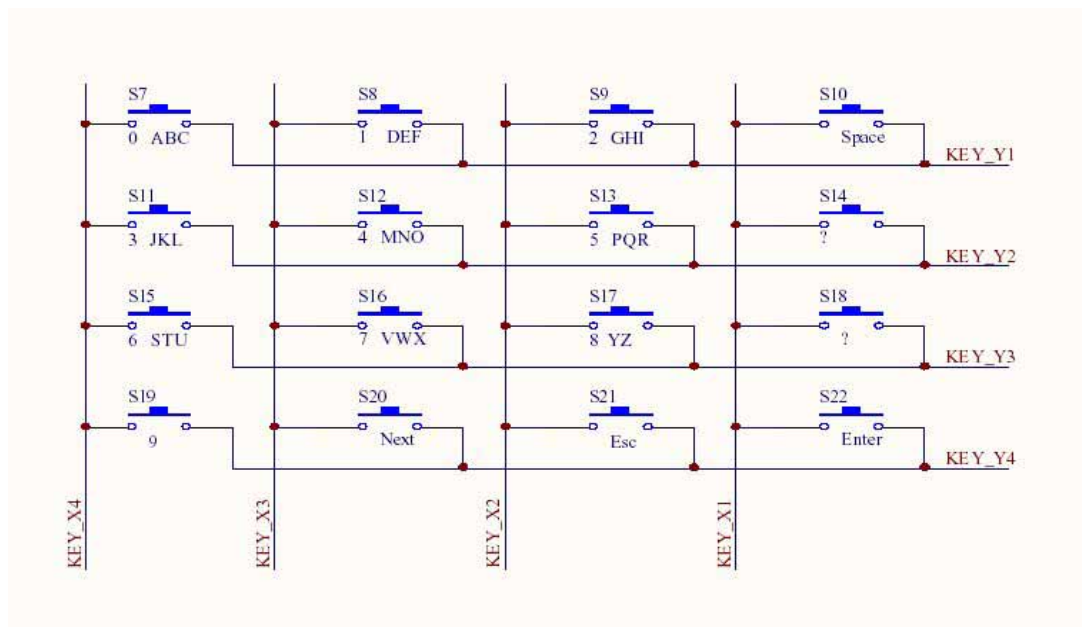 S7 S8 S9 S10
0 ABC 1 DEF 2 GHI Space
KEY_Y1
S11 S12 S13 S14
3 JKL 4 MNO 5 PQR ?
KEY_Y2
S15 S16 S17 S18
6 STU 7 VWX 8 YZ ?
KEY_Y3
S19 S20 S21 S22
9 Next Esc Enter
KEY_Y4
KEY_X4 KEY_X3 KEY_X2 KEY_X1